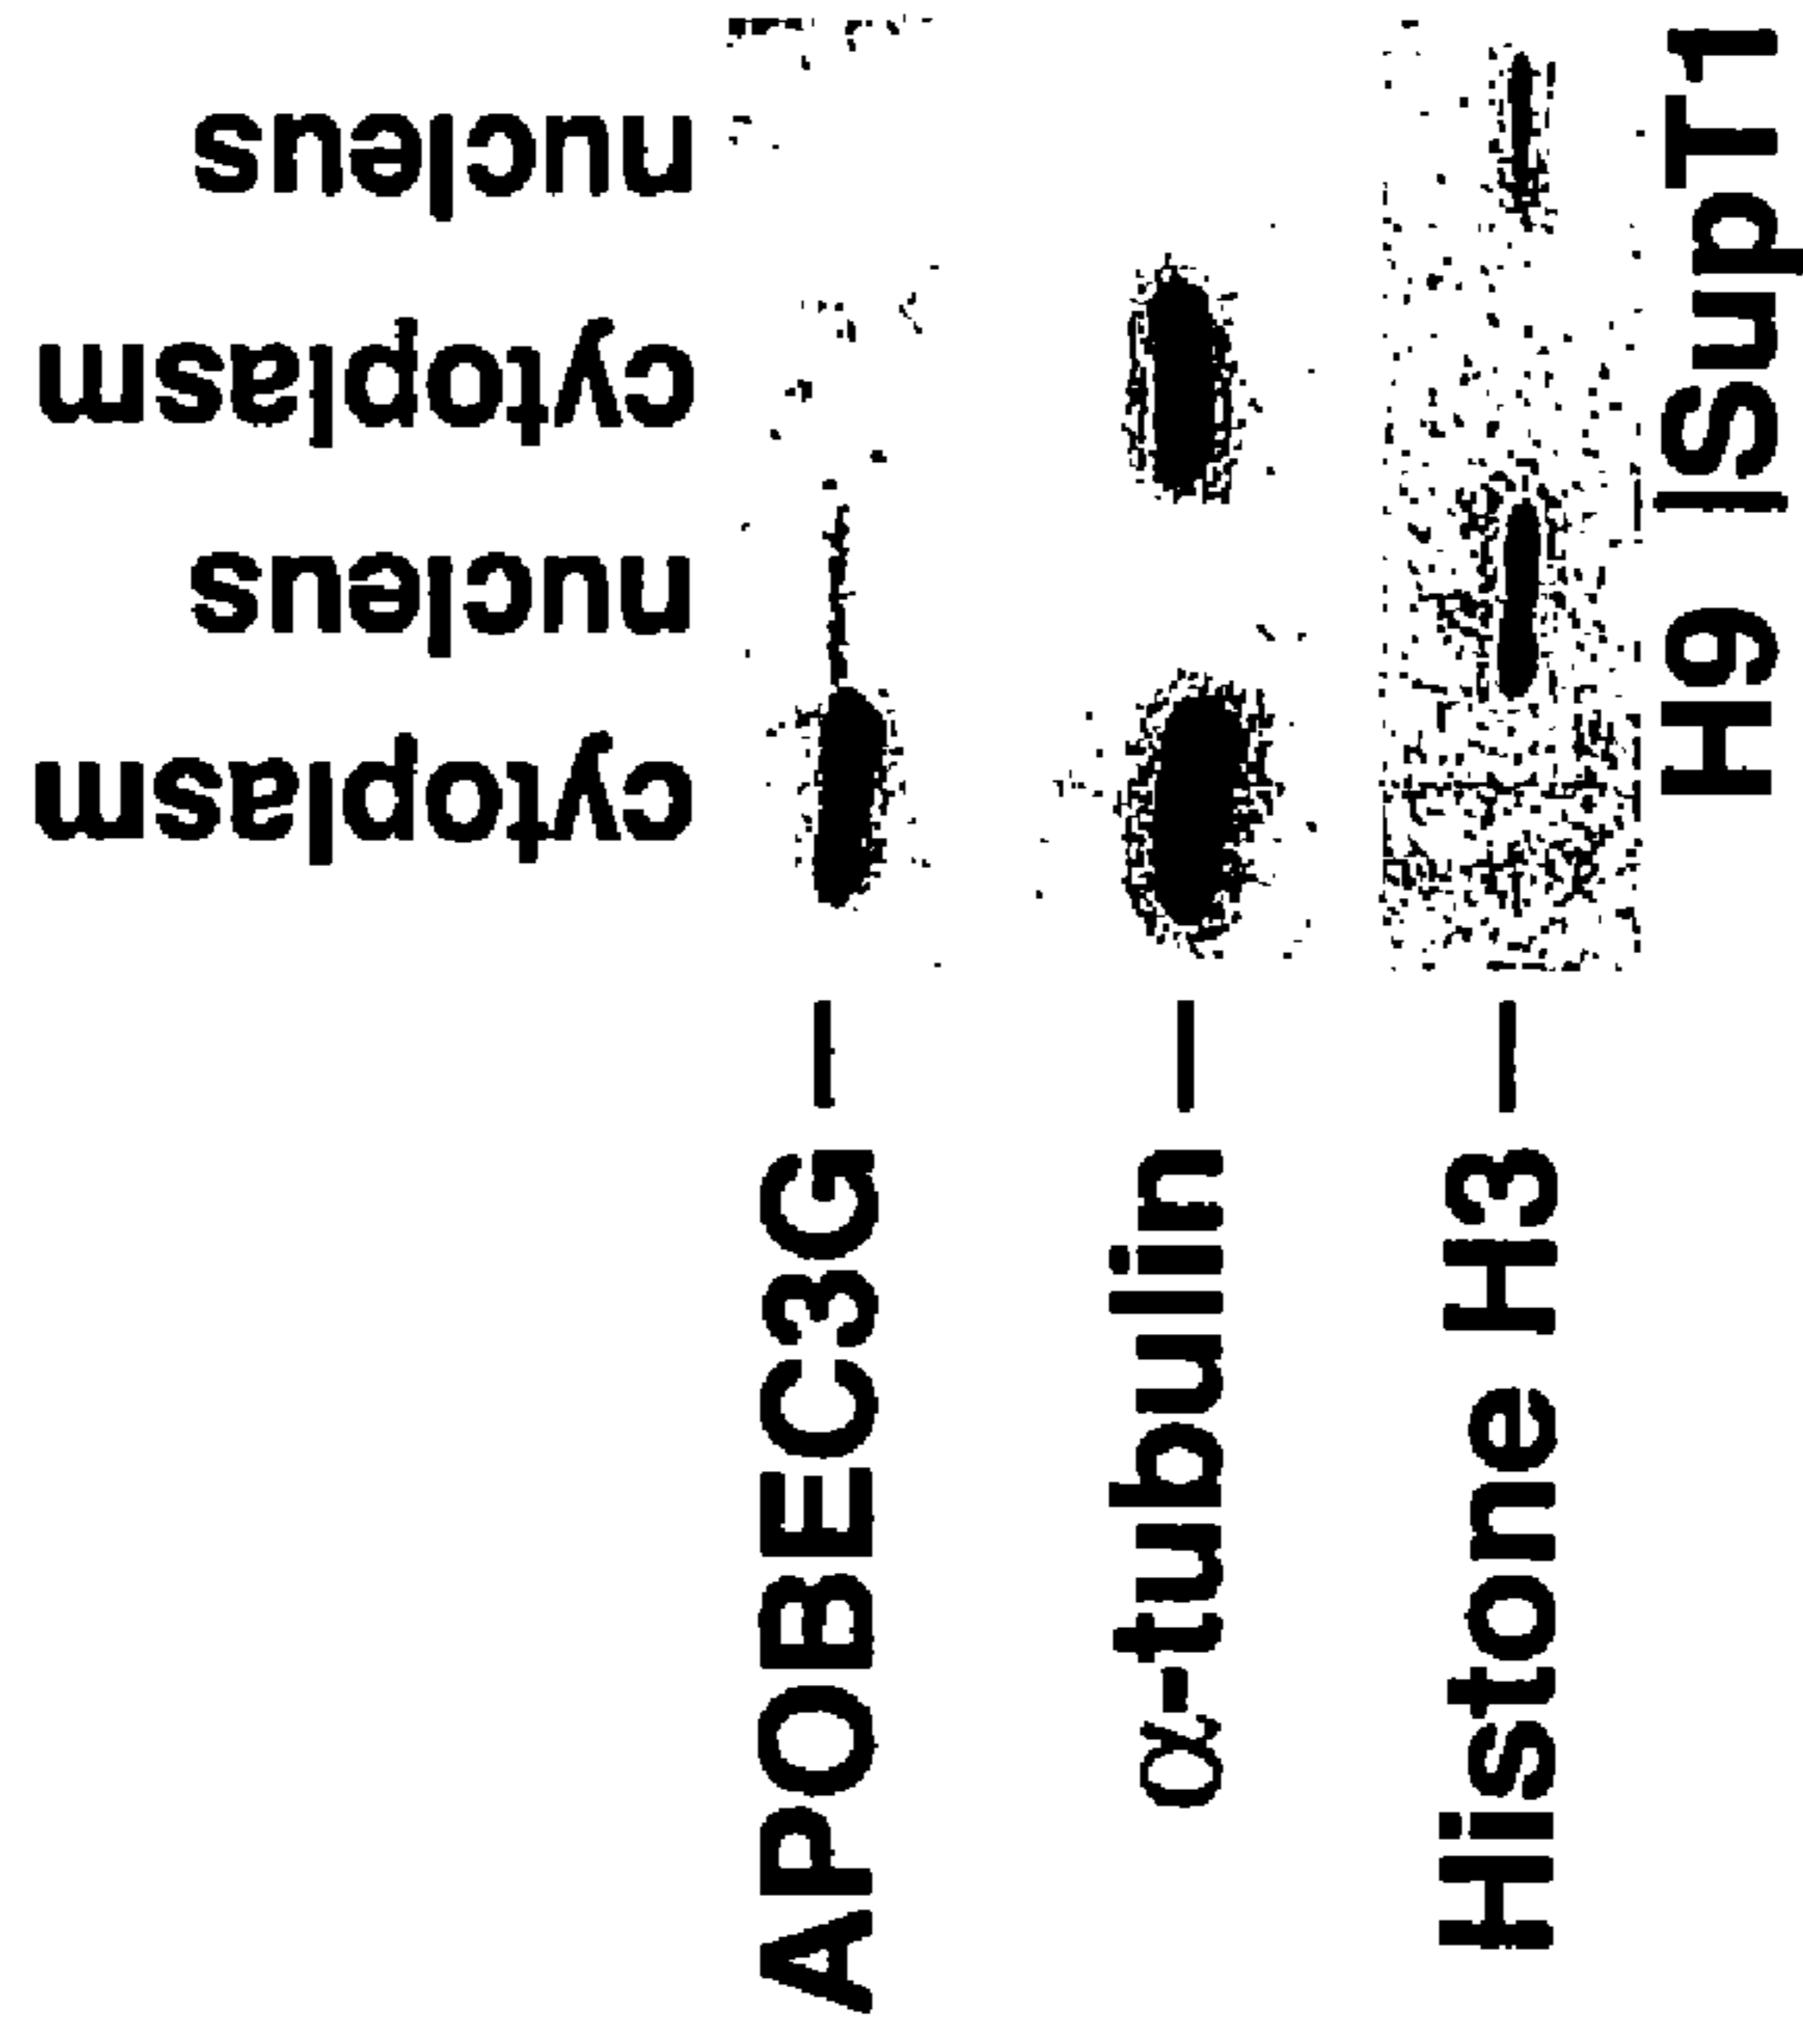 cytoplasm
nucleus
cytoplasm
nucleus
APOBEC3G —
α-tubulin —
Histone H3 —
H9 | SupT1